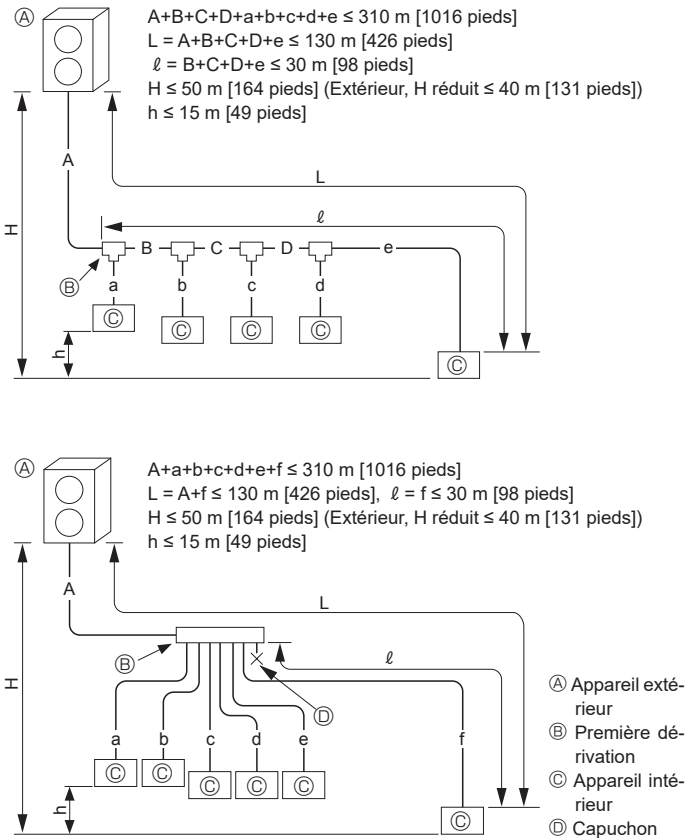 Ⓐ
A+B+C+D+a+b+c+d+e ≤ 310 m [1016 pieds]
L = A+B+C+D+e ≤ 130 m [426 pieds]
ℓ = B+C+D+e ≤ 30 m [98 pieds]
H ≤ 50 m [164 pieds] (Extérieur, H réduit ≤ 40 m [131 pieds])
h ≤ 15 m [49 pieds]
A
L
H
ℓ
B C D e
Ⓑ a b c d
Ⓒ Ⓒ Ⓒ Ⓒ
h
Ⓒ
Ⓐ
A+a+b+c+d+e+f ≤ 310 m [1016 pieds]
L = A+f ≤ 130 m [426 pieds], ℓ = f ≤ 30 m [98 pieds]
H ≤ 50 m [164 pieds] (Extérieur, H réduit ≤ 40 m [131 pieds])
h ≤ 15 m [49 pieds]
A
L
Ⓑ
ℓ
H
Ⓓ
a b c d e f
Ⓒ Ⓒ Ⓒ Ⓒ Ⓒ
h
Ⓒ
Ⓐ Appareil exté-
rieur
Ⓑ Première dé-
rivation
Ⓒ Appareil inté-
rieur
Ⓓ Capuchon